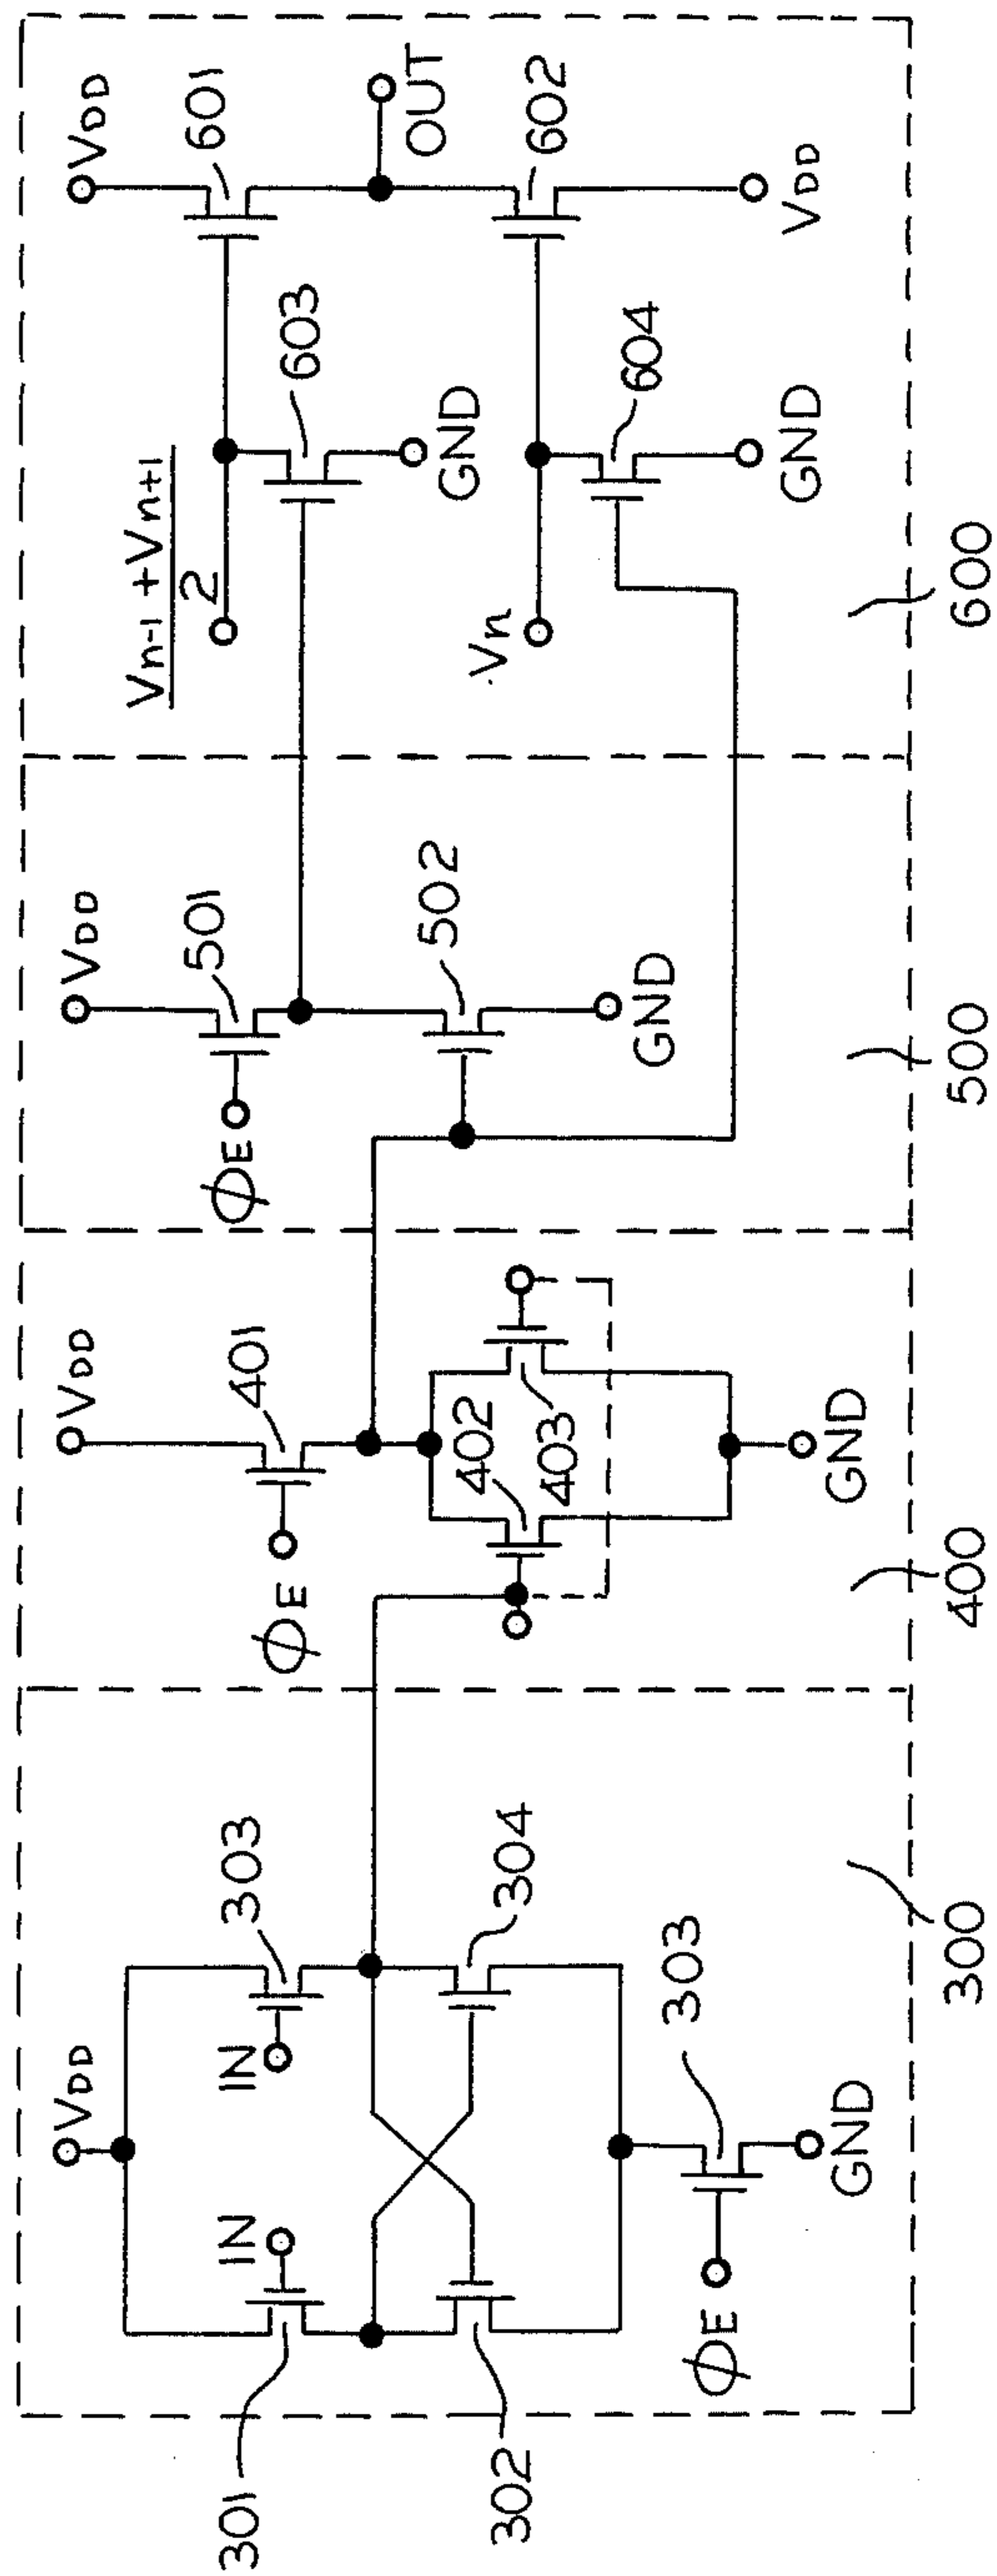 VDD
301
IN
IN
303
302
304
φE
303
GND
300
VDD
φE
401
402
403
GND
400
VDD
φE
501
502
GND
500
Vn-1 + Vn+1
2
603
GND
Vn
604
GND
VDD
601
OUT
602
VDD
600